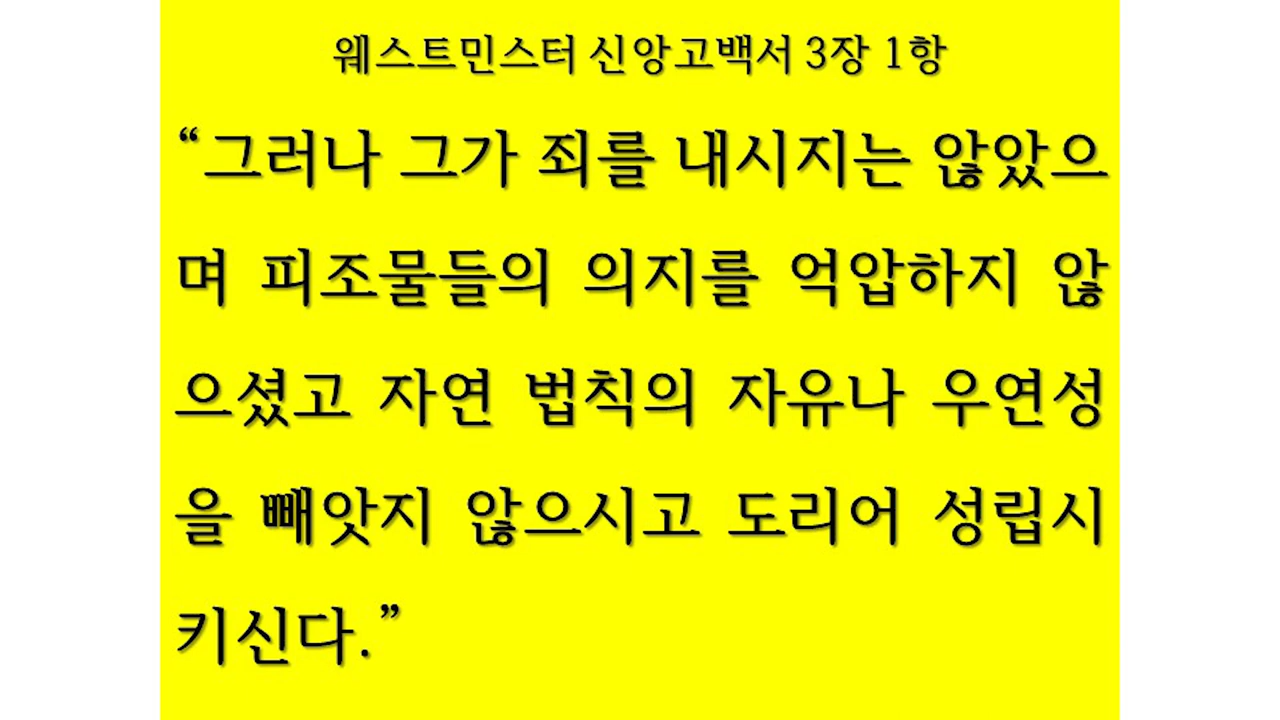 웨스트민스터 신앙고백서 3장 1항
“그러나 그가 죄를 내시지는 않았으
며 피조물들의 의지를 억압하지 않
으셨고 자연 법칙의 자유나 우연성
을 빼앗지 않으시고 도리어 성립시
키신다.”